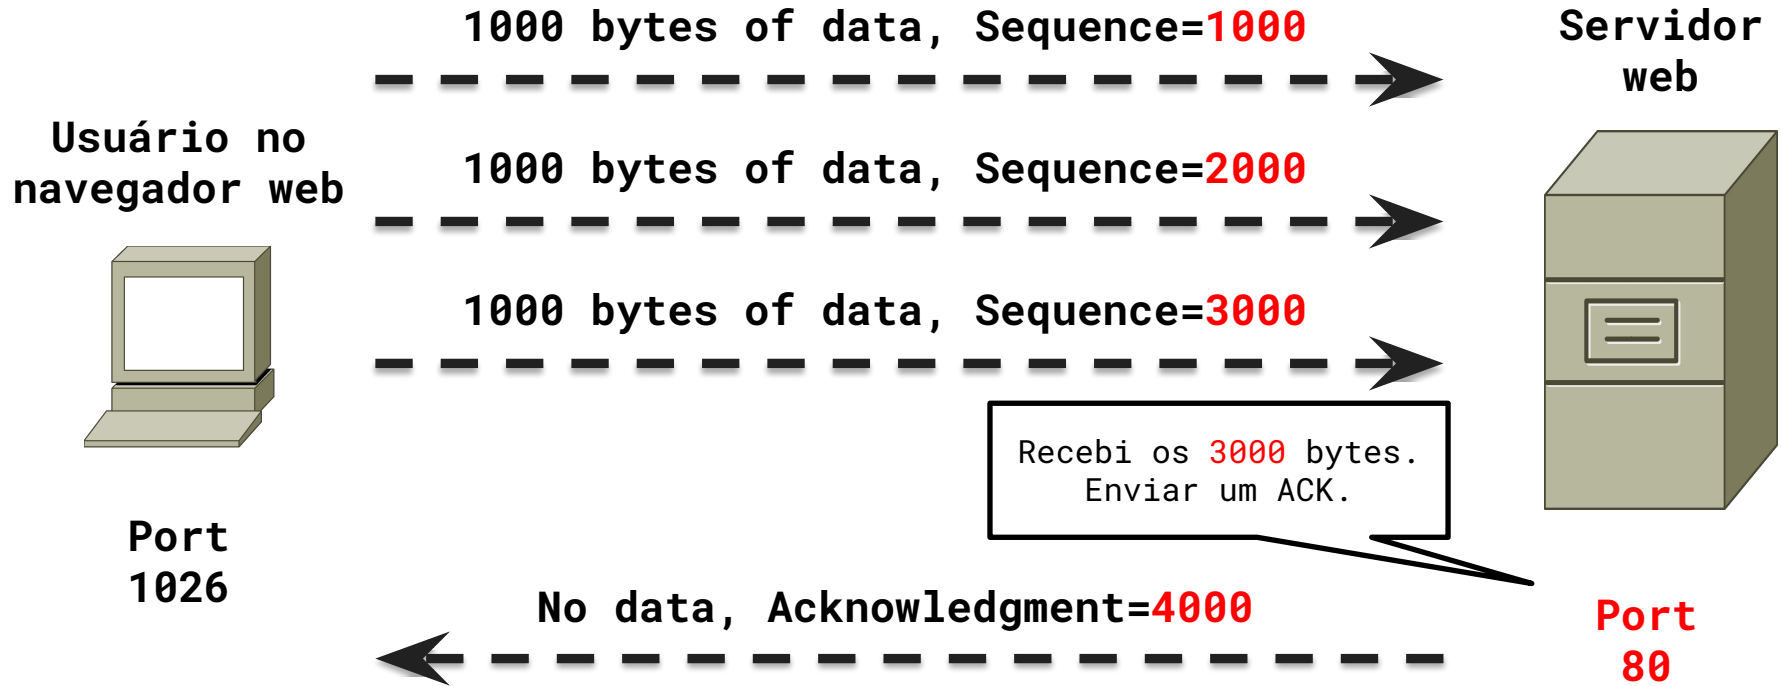 1000 bytes of data, Sequence=1000
Servidor
web
Usuário no
navegador web
1000 bytes of data, Sequence=2000
1000 bytes of data, Sequence=3000
Recebi os 3000 bytes.
Enviar um ACK.
Port
1026
No data, Acknowledgment=4000
Port
80